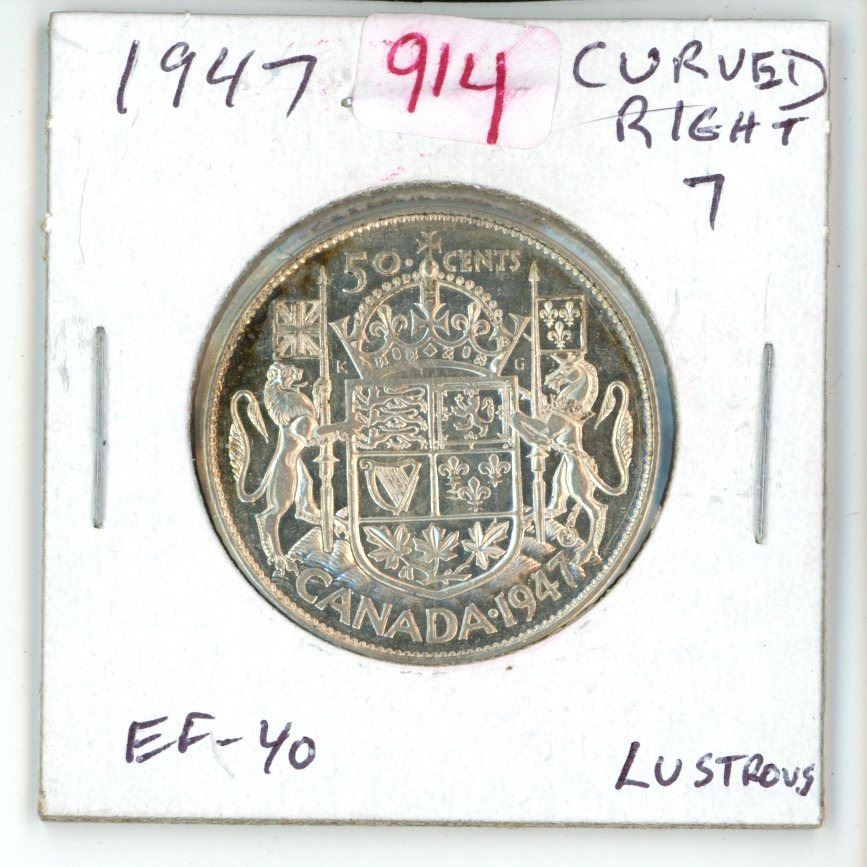 1947 914 CURVED
RIGHT
7
50. CENTS
K G
CANADA·1947
EF-40
LUSTROUS